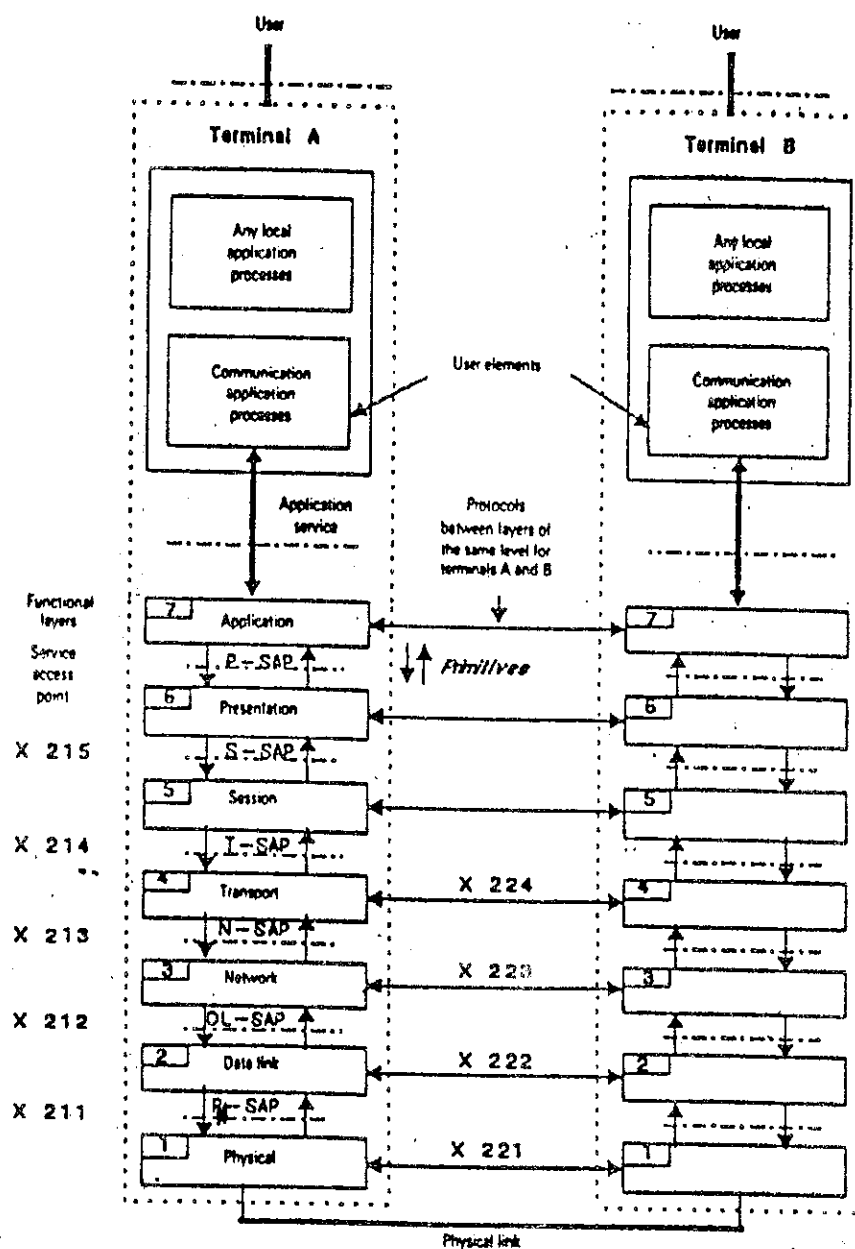 User
User
Terminal A
Terminal B
Any local
application
processes
Any local
application
processes
Communication
application
processes
User elements
Communication
application
processes
Application
service
Protocols
between layers of
the same level for
terminals A and B
Functional
layers
Service
access
point
7
Application
7
P-SAP
Primitives
6
Presentation
6
X 215
S-SAP
5
Session
5
X 214
T-SAP
4
Transport
X 224
4
X 213
N-SAP
3
Network
X 223
3
X 212
DL-SAP
2
Data link
X 222
2
X 211
-SAP
1
Physical
X 221
1
Physical link